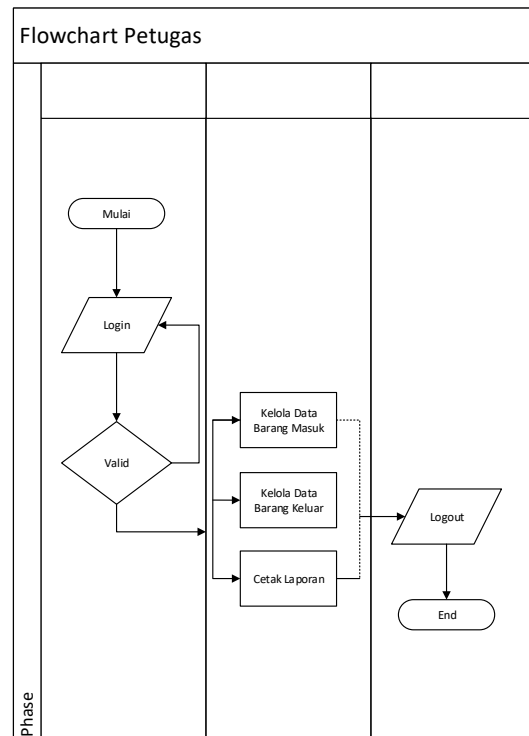 Flowchart Petugas
Mulai
Login
Valid
Kelola Data
Barang Masuk
Kelola Data
Barang Keluar
Cetak Laporan
Logout
End
Phase